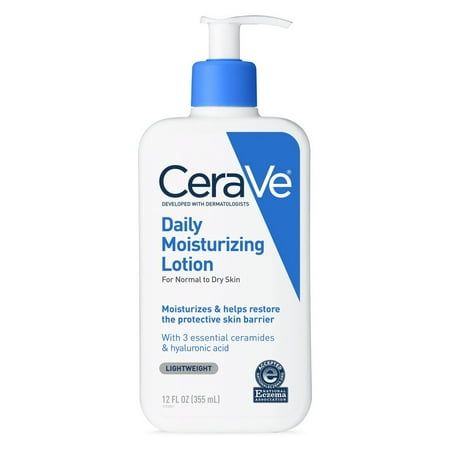 CeraVe®
DEVELOPED WITH DERMATOLOGISTS
Daily
Moisturizing
Lotion
For Normal to Dry Skin
Moisturizes & helps restore
the protective skin barrier
With 3 essential ceramides
& hyaluronic acid
LIGHTWEIGHT
ACCEPTED
NATIONAL
Eczema
ASSOCIATION
12 FL OZ (355 mL)